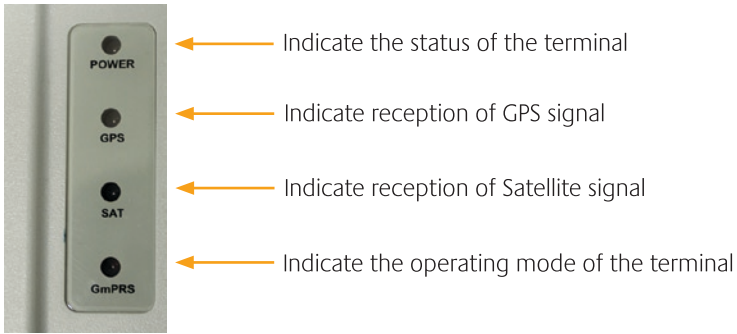 POWER
Indicate the status of the terminal
GPS
Indicate reception of GPS signal
SAT
Indicate reception of Satellite signal
GmPRS
Indicate the operating mode of the terminal